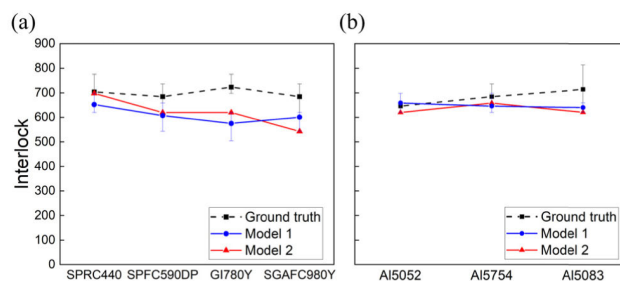 (a)
(b)
900
800
700
600
500
400
300
200
100
0
Interlock
Ground truth
Model 1
Model 2
SPRC440 SPFC590DP GI780Y SGAFC980Y
Ground truth
Model 1
Model 2
Al5052 Al5754 Al5083